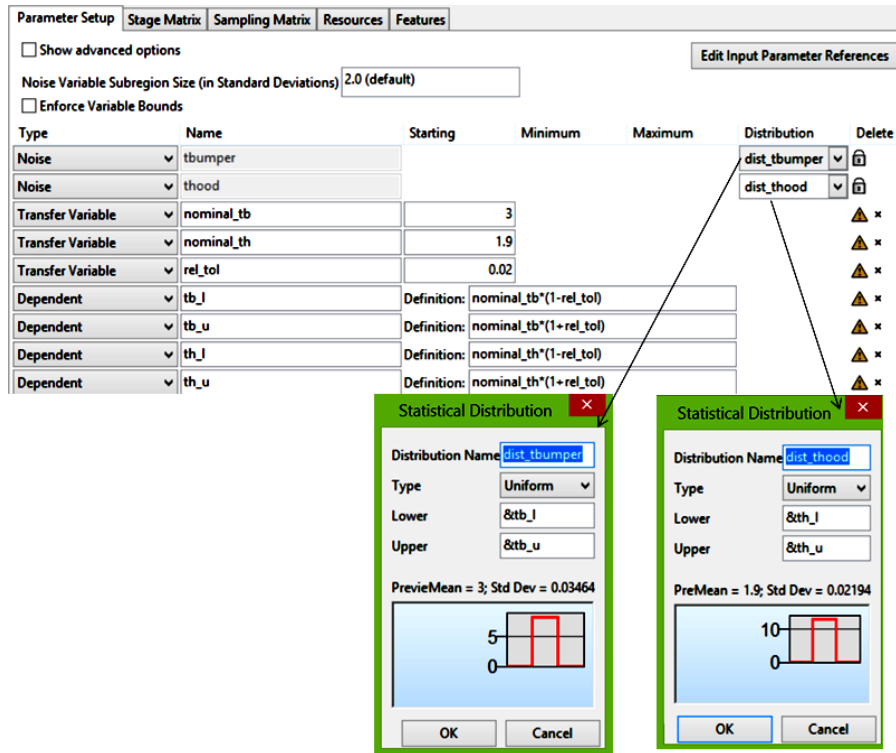 Parameter Setup Stage Matrix Sampling Matrix Resources Features
Show advanced options
Edit Input Parameter References
Noise Variable Subregion Size (in Standard Deviations) 2.0 (default)
Enforce Variable Bounds
Type Name Starting Minimum Maximum Distribution Delete
Noise tbumper dist_tbumper
Noise thood dist_thood
Transfer Variable nominal_tb 3
Transfer Variable nominal_th 1.9
Transfer Variable rel_tol 0.02
Dependent tb_l Definition: nominal_tb*(1-rel_tol)
Dependent tb_u Definition: nominal_tb*(1+rel_tol)
Dependent th_l Definition: nominal_th*(1-rel_tol)
Dependent th_u Definition: nominal_th*(1+rel_tol)
Statistical Distribution
Distribution Name dist_tbumper
Type Uniform
Lower &tb_l
Upper &tb_u
PrevieMean = 3; Std Dev = 0.03464
5
0
OK Cancel
Statistical Distribution
Distribution Name dist_thood
Type Uniform
Lower &th_l
Upper &th_u
PreMean = 1.9; Std Dev = 0.02194
10
0
OK Cancel